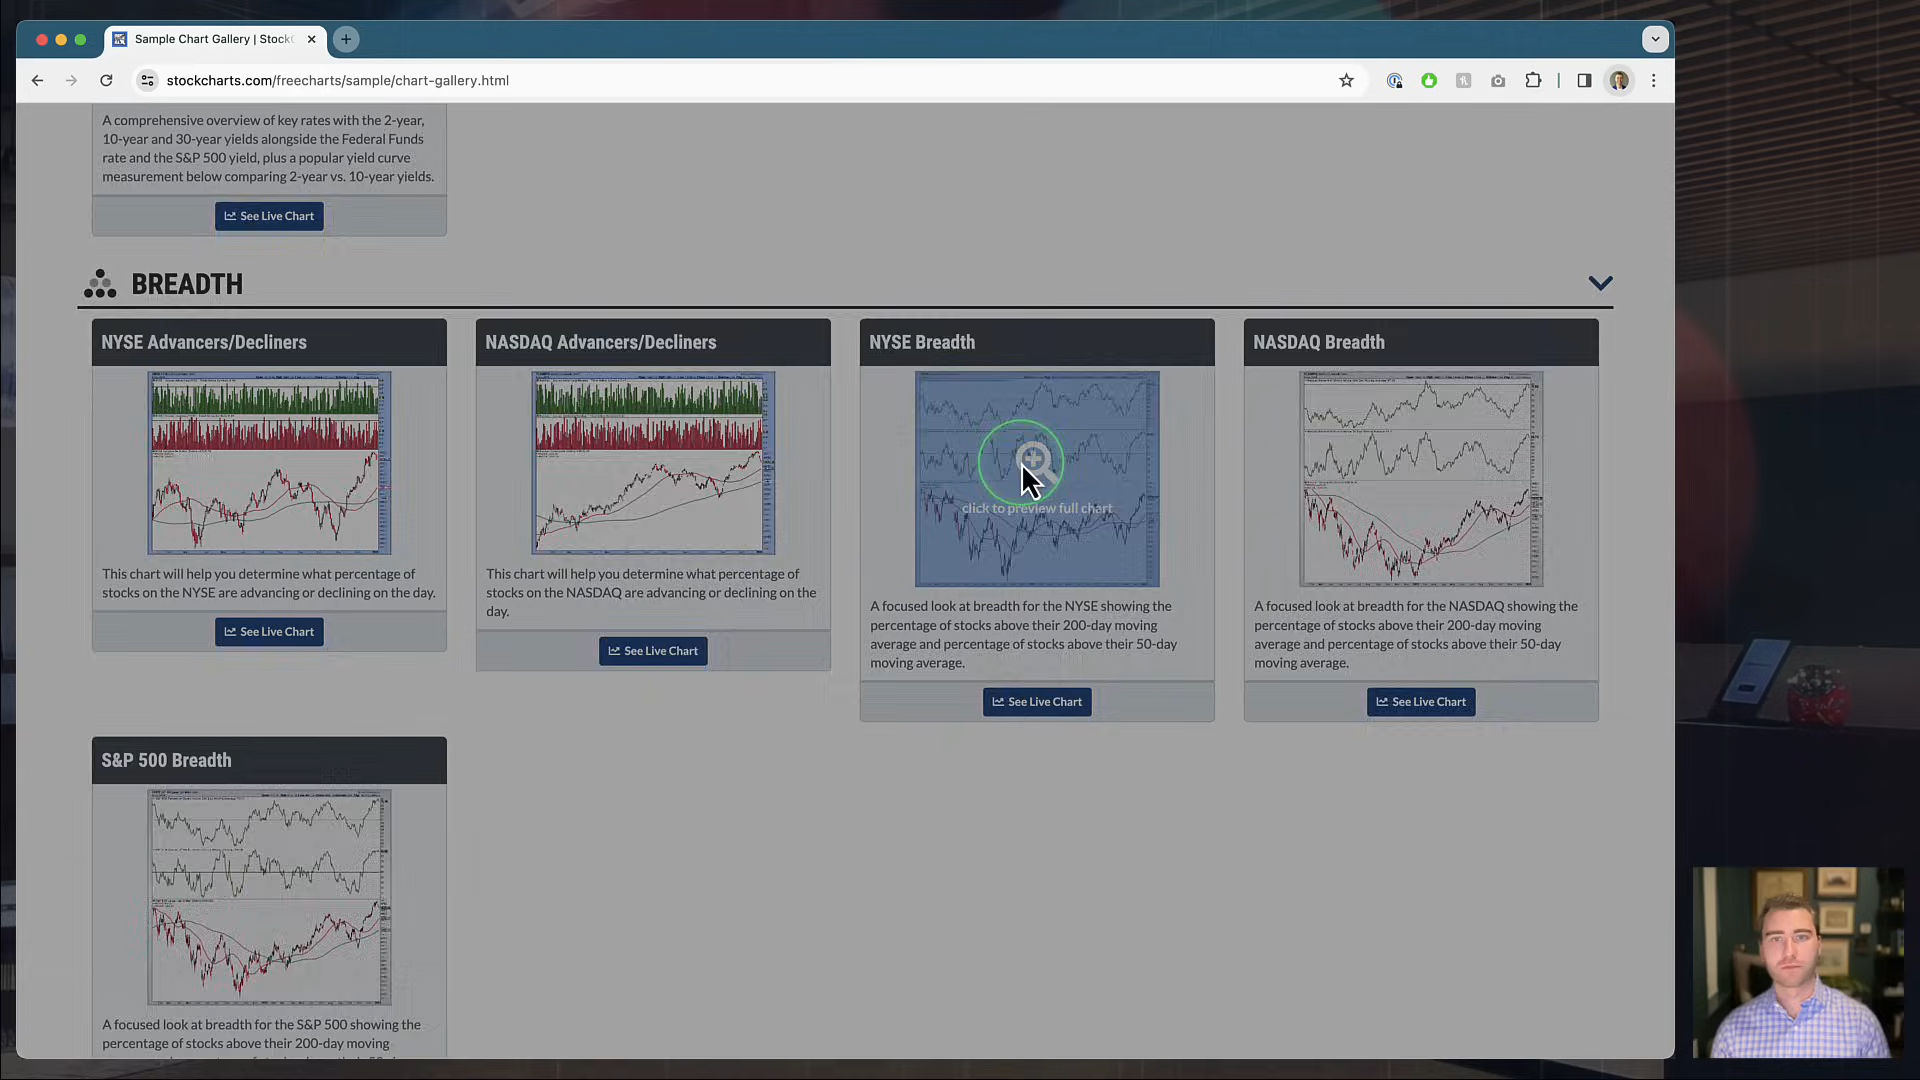 Sample Chart Gallery | StockC
stockcharts.com/freecharts/sample/chart-gallery.html
A comprehensive overview of key rates with the 2-year,
10-year and 30-year yields alongside the Federal Funds
rate and the S&P 500 yield, plus a popular yield curve
measurement below comparing 2-year vs. 10-year yields.
See Live Chart
BREADTH
NYSE Advancers/Decliners
This chart will help you determine what percentage of
stocks on the NYSE are advancing or declining on the day.
See Live Chart
NASDAQ Advancers/Decliners
This chart will help you determine what percentage of
stocks on the NASDAQ are advancing or declining on the
day.
See Live Chart
NYSE Breadth
click to preview full chart
A focused look at breadth for the NYSE showing the
percentage of stocks above their 200-day moving
average and percentage of stocks above their 50-day
moving average.
See Live Chart
NASDAQ Breadth
A focused look at breadth for the NASDAQ showing the
percentage of stocks above their 200-day moving
average and percentage of stocks above their 50-day
moving average.
See Live Chart
S&P 500 Breadth
A focused look at breadth for the S&P 500 showing the
percentage of stocks above their 200-day moving